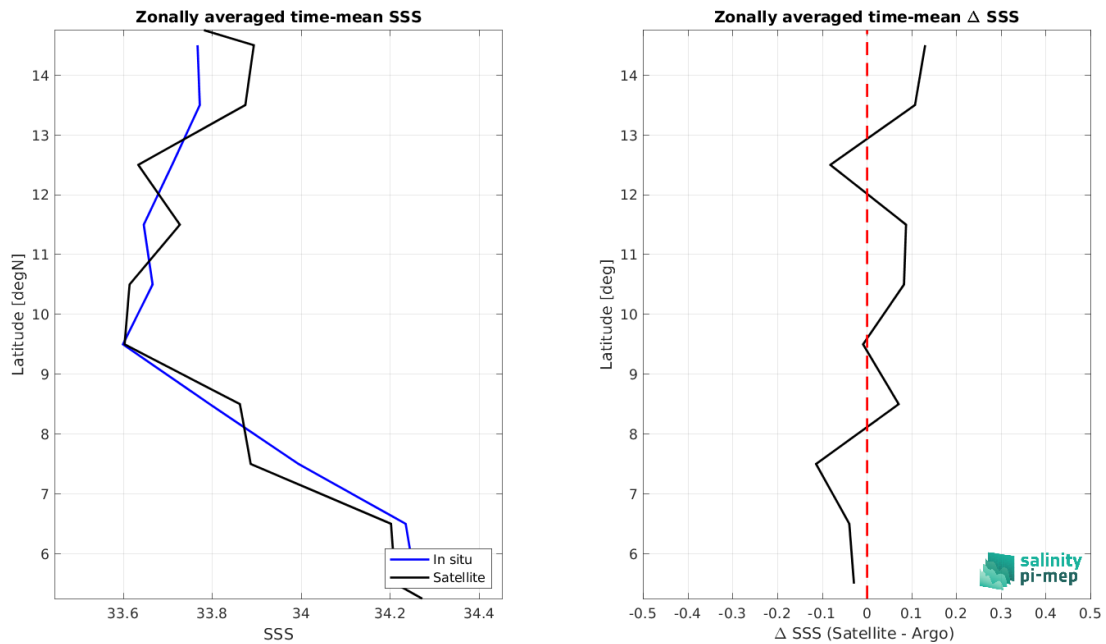 Zonally averaged time-mean SSS
14
13
12
11
10
9
8
7
6
Latitude [degN]
In situ
Satellite
33.6 33.8 34 34.2 34.4
SSS
Zonally averaged time-mean Δ SSS
14
13
12
11
10
9
8
7
6
Latitude [deg]
salinity
pi-mep
-0.5 -0.4 -0.3 -0.2 -0.1 0 0.1 0.2 0.3 0.4 0.5
Δ SSS (Satellite - Argo)